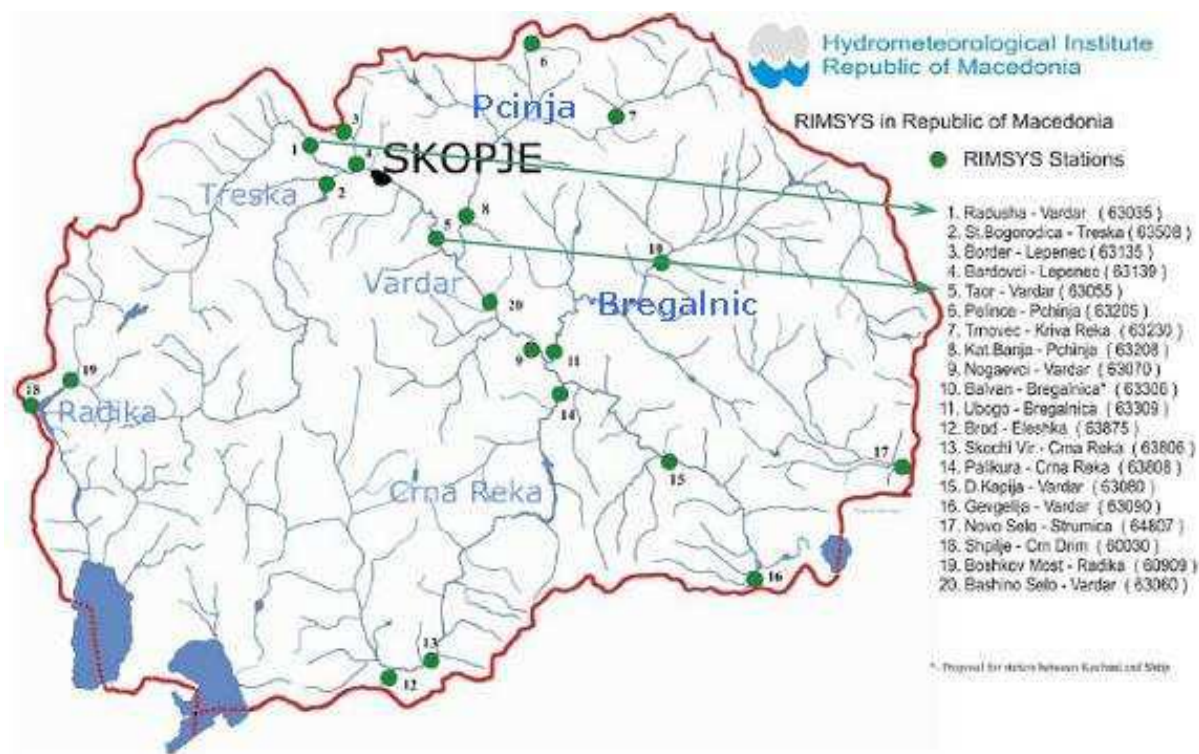 Hydrometeorological Institute
Republic of Macedonia
RIMSYS in Republic of Macedonia
RIMSYS Stations
1. Radusha - Vardar ( 63035 )
2. St.Bogorodica - Treska ( 63508 )
3. Border - Lepenec ( 63135 )
4. Bardovci - Lepenec ( 63139 )
5. Taor - Vardar ( 63055 )
6. Pelince - Pchinja ( 63205 )
7. Trnovec - Kriva Reka ( 63230 )
8. Kat.Banja - Pchinja ( 63208 )
9. Nogaevci - Vardar ( 63070 )
10. Balvan - Bregalnica* ( 63306 )
11. Ubogo - Bregalnica ( 63309 )
12. Brod - Eleshka ( 63875 )
13. Skochi Vir - Crna Reka ( 63806 )
14. Palikura - Crna Reka ( 63808 )
15. D.Kapija - Vardar ( 63080 )
16. Gevgelija - Vardar ( 63090 )
17. Novo Selo - Strumica ( 64807 )
18. Shpilje - Crn Drim ( 60030 )
19. Boshkov Most - Radika ( 60909 )
20. Bashino Selo - Vardar ( 63060 )
* - Proposal for station between
6
Pcinja
7
3
1
4
SKOPJE
Treska
2
8
5
10
Vardar
20
Bregalnic
9
11
19
18
Radika
14
17
15
Crna Reka
16
13
12